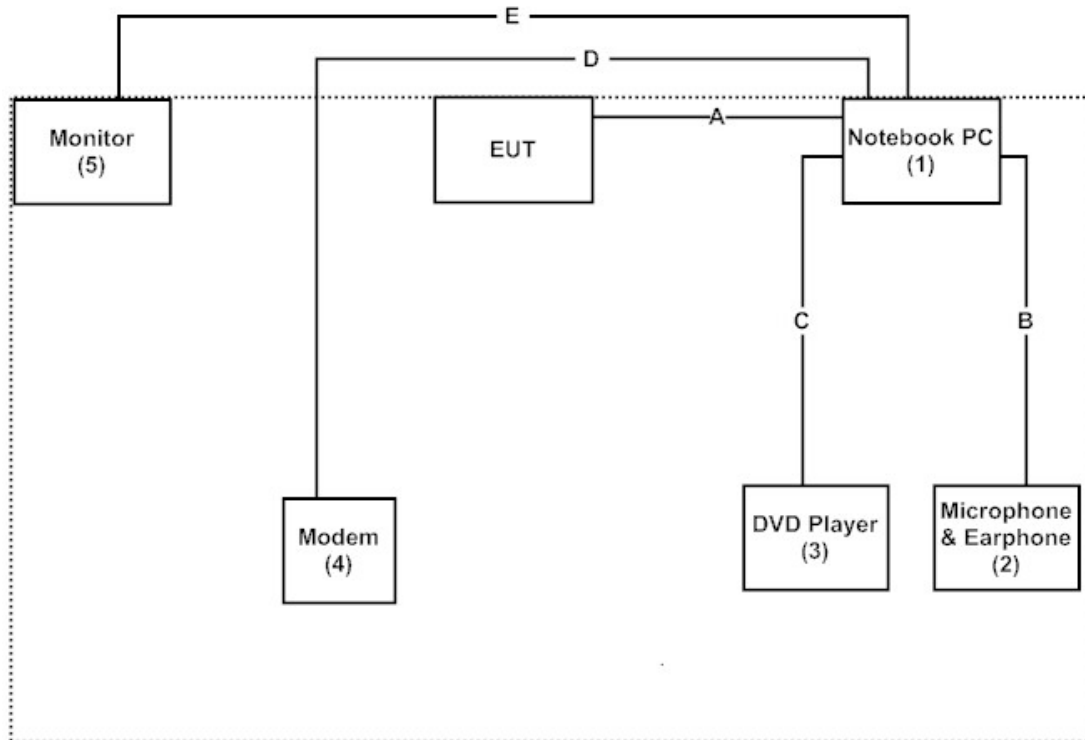 E
D
Monitor
(5)
EUT
A
Notebook PC
(1)
C
B
Modem
(4)
DVD Player
(3)
Microphone
& Earphone
(2)